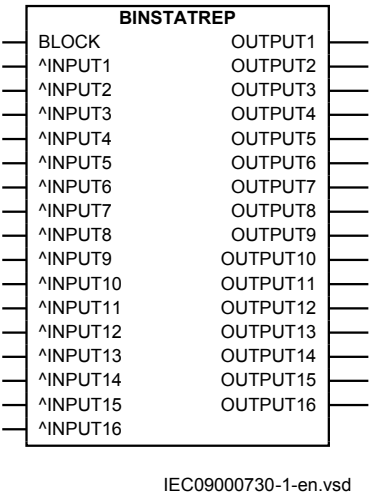 BINSTATREP
BLOCK OUTPUT1
^INPUT1 OUTPUT2
^INPUT2 OUTPUT3
^INPUT3 OUTPUT4
^INPUT4 OUTPUT5
^INPUT5 OUTPUT6
^INPUT6 OUTPUT7
^INPUT7 OUTPUT8
^INPUT8 OUTPUT9
^INPUT9 OUTPUT10
^INPUT10 OUTPUT11
^INPUT11 OUTPUT12
^INPUT12 OUTPUT13
^INPUT13 OUTPUT14
^INPUT14 OUTPUT15
^INPUT15 OUTPUT16
^INPUT16
IEC09000730-1-en.vsd